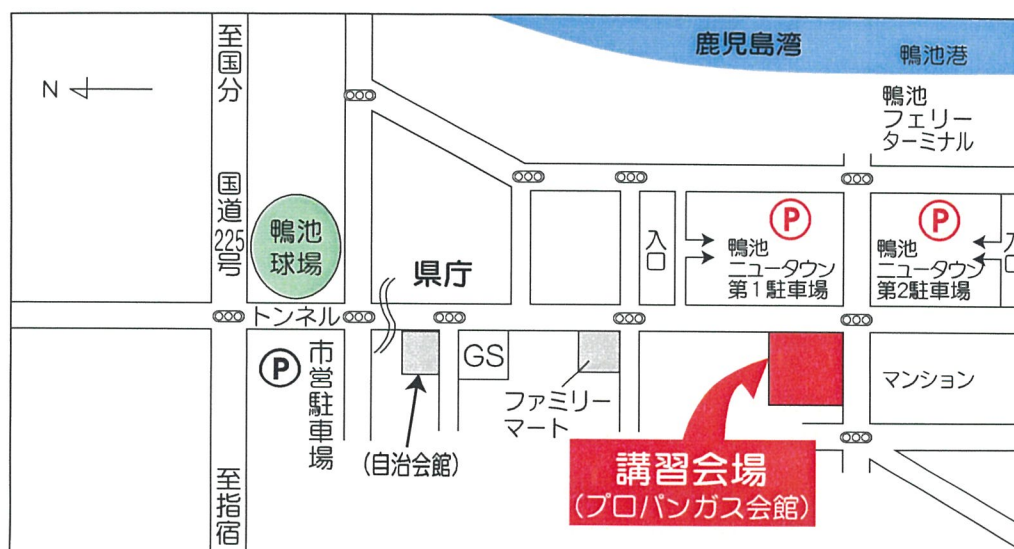 鹿児島湾
鴨池港
N
至国分
鴨池
フェリー
ターミナル
国道
225号
鴨池
球場
県庁
入口
P
鴨池
ニュータウン
第1駐車場
P
鴨池
ニュータウン
第2駐車場
入口
トンネル
P
市営駐車場
GS
ファミリー
マート
マンション
(自治会館)
講習会場
(プロパンガス会館)
至指宿